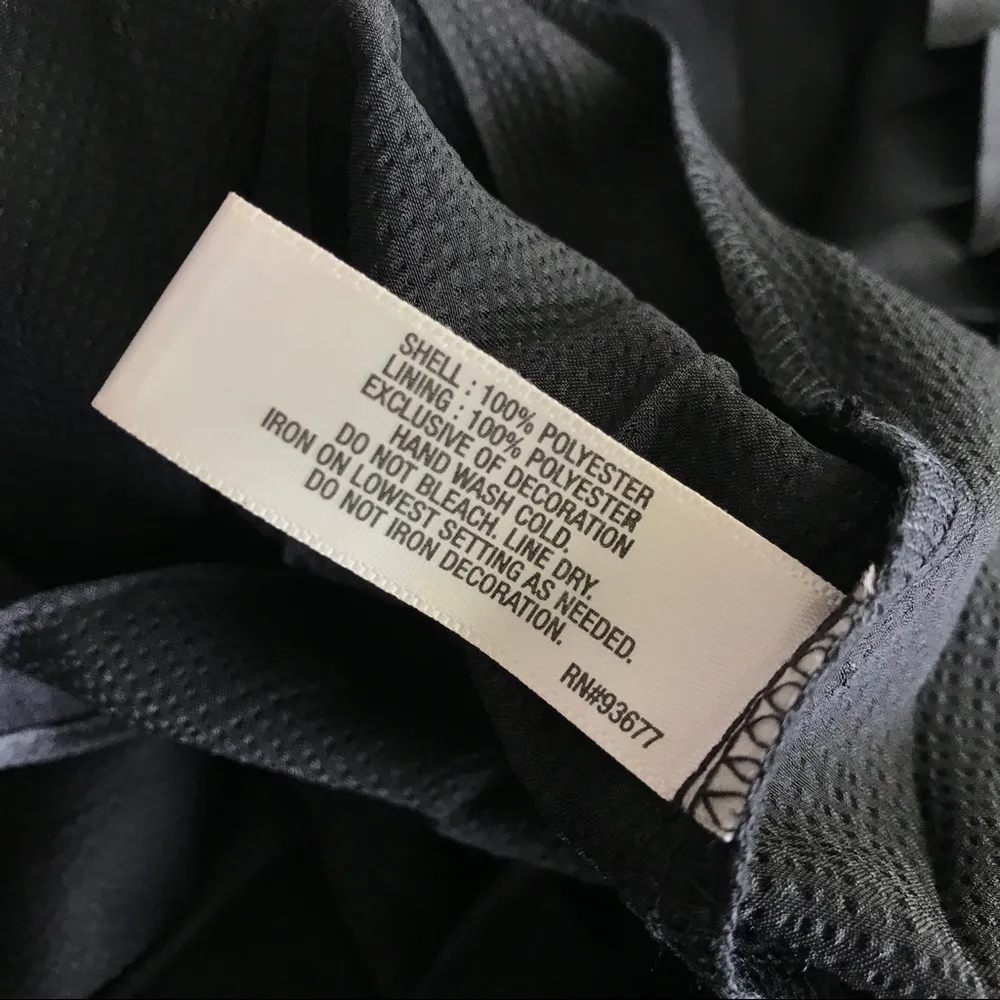 SHELL : 100% POLYESTER
LINING : 100% POLYESTER
EXCLUSIVE OF DECORATION
HAND WASH COLD.
DO NOT BLEACH. LINE DRY.
IRON ON LOWEST SETTING AS NEEDED.
DO NOT IRON DECORATION.
RN#93677